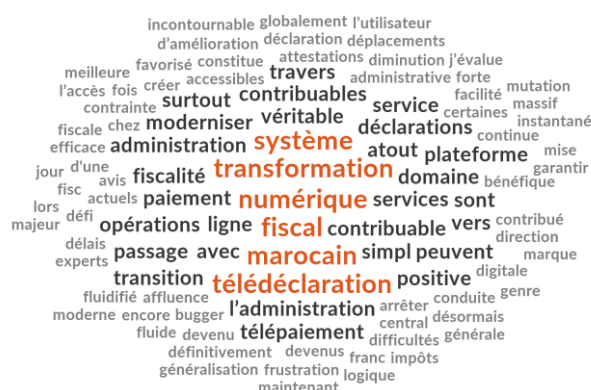 incontournable globalement l'utilisateur
d'amélioration déclaration déplacements
meilleure favorisé constitue attestations diminution j'évalue
l'accès fois créer accessibles travers administrative forte
contrainte surtout contribuables service facilité mutation
fiscale chez moderniser véritable déclarations certaines massif instantané
efficace administration système atout plateforme continue mise
jour d'une avis fiscalité transformation domaine bénéfique garantir
fisc actuels paiement numérique services sont
lors
majeur défi opérations ligne fiscal contribuable vers contribué direction
délais experts passage avec marocain simpl peuvent marque
transition télédéclaration positive digitale
fluidifié affluence l'administration arrêter conduite genre
moderne encore bugger central désormais
fluide devenu télépaiement difficultés générale
définitivement devenus franc impôts
généralisation frustration logique
maintenant